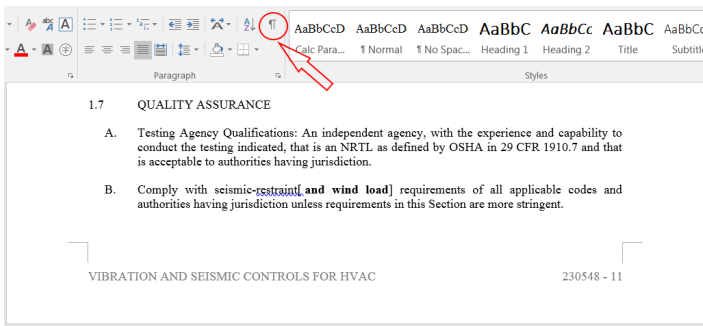 AaBbCcD AaBbCcD AaBbCcD AaBbC AaBbCc AaBbC AaBbCc
Calc Para... ¶ Normal ¶ No Spac... Heading 1 Heading 2 Title Subtitle
Paragraph Styles
1.7 QUALITY ASSURANCE
A. Testing Agency Qualifications: An independent agency, with the experience and capability to
conduct the testing indicated, that is an NRTL as defined by OSHA in 29 CFR 1910.7 and that
is acceptable to authorities having jurisdiction.
B. Comply with seismic-restraint[ and wind load] requirements of all applicable codes and
authorities having jurisdiction unless requirements in this Section are more stringent.
VIBRATION AND SEISMIC CONTROLS FOR HVAC 230548 - 11